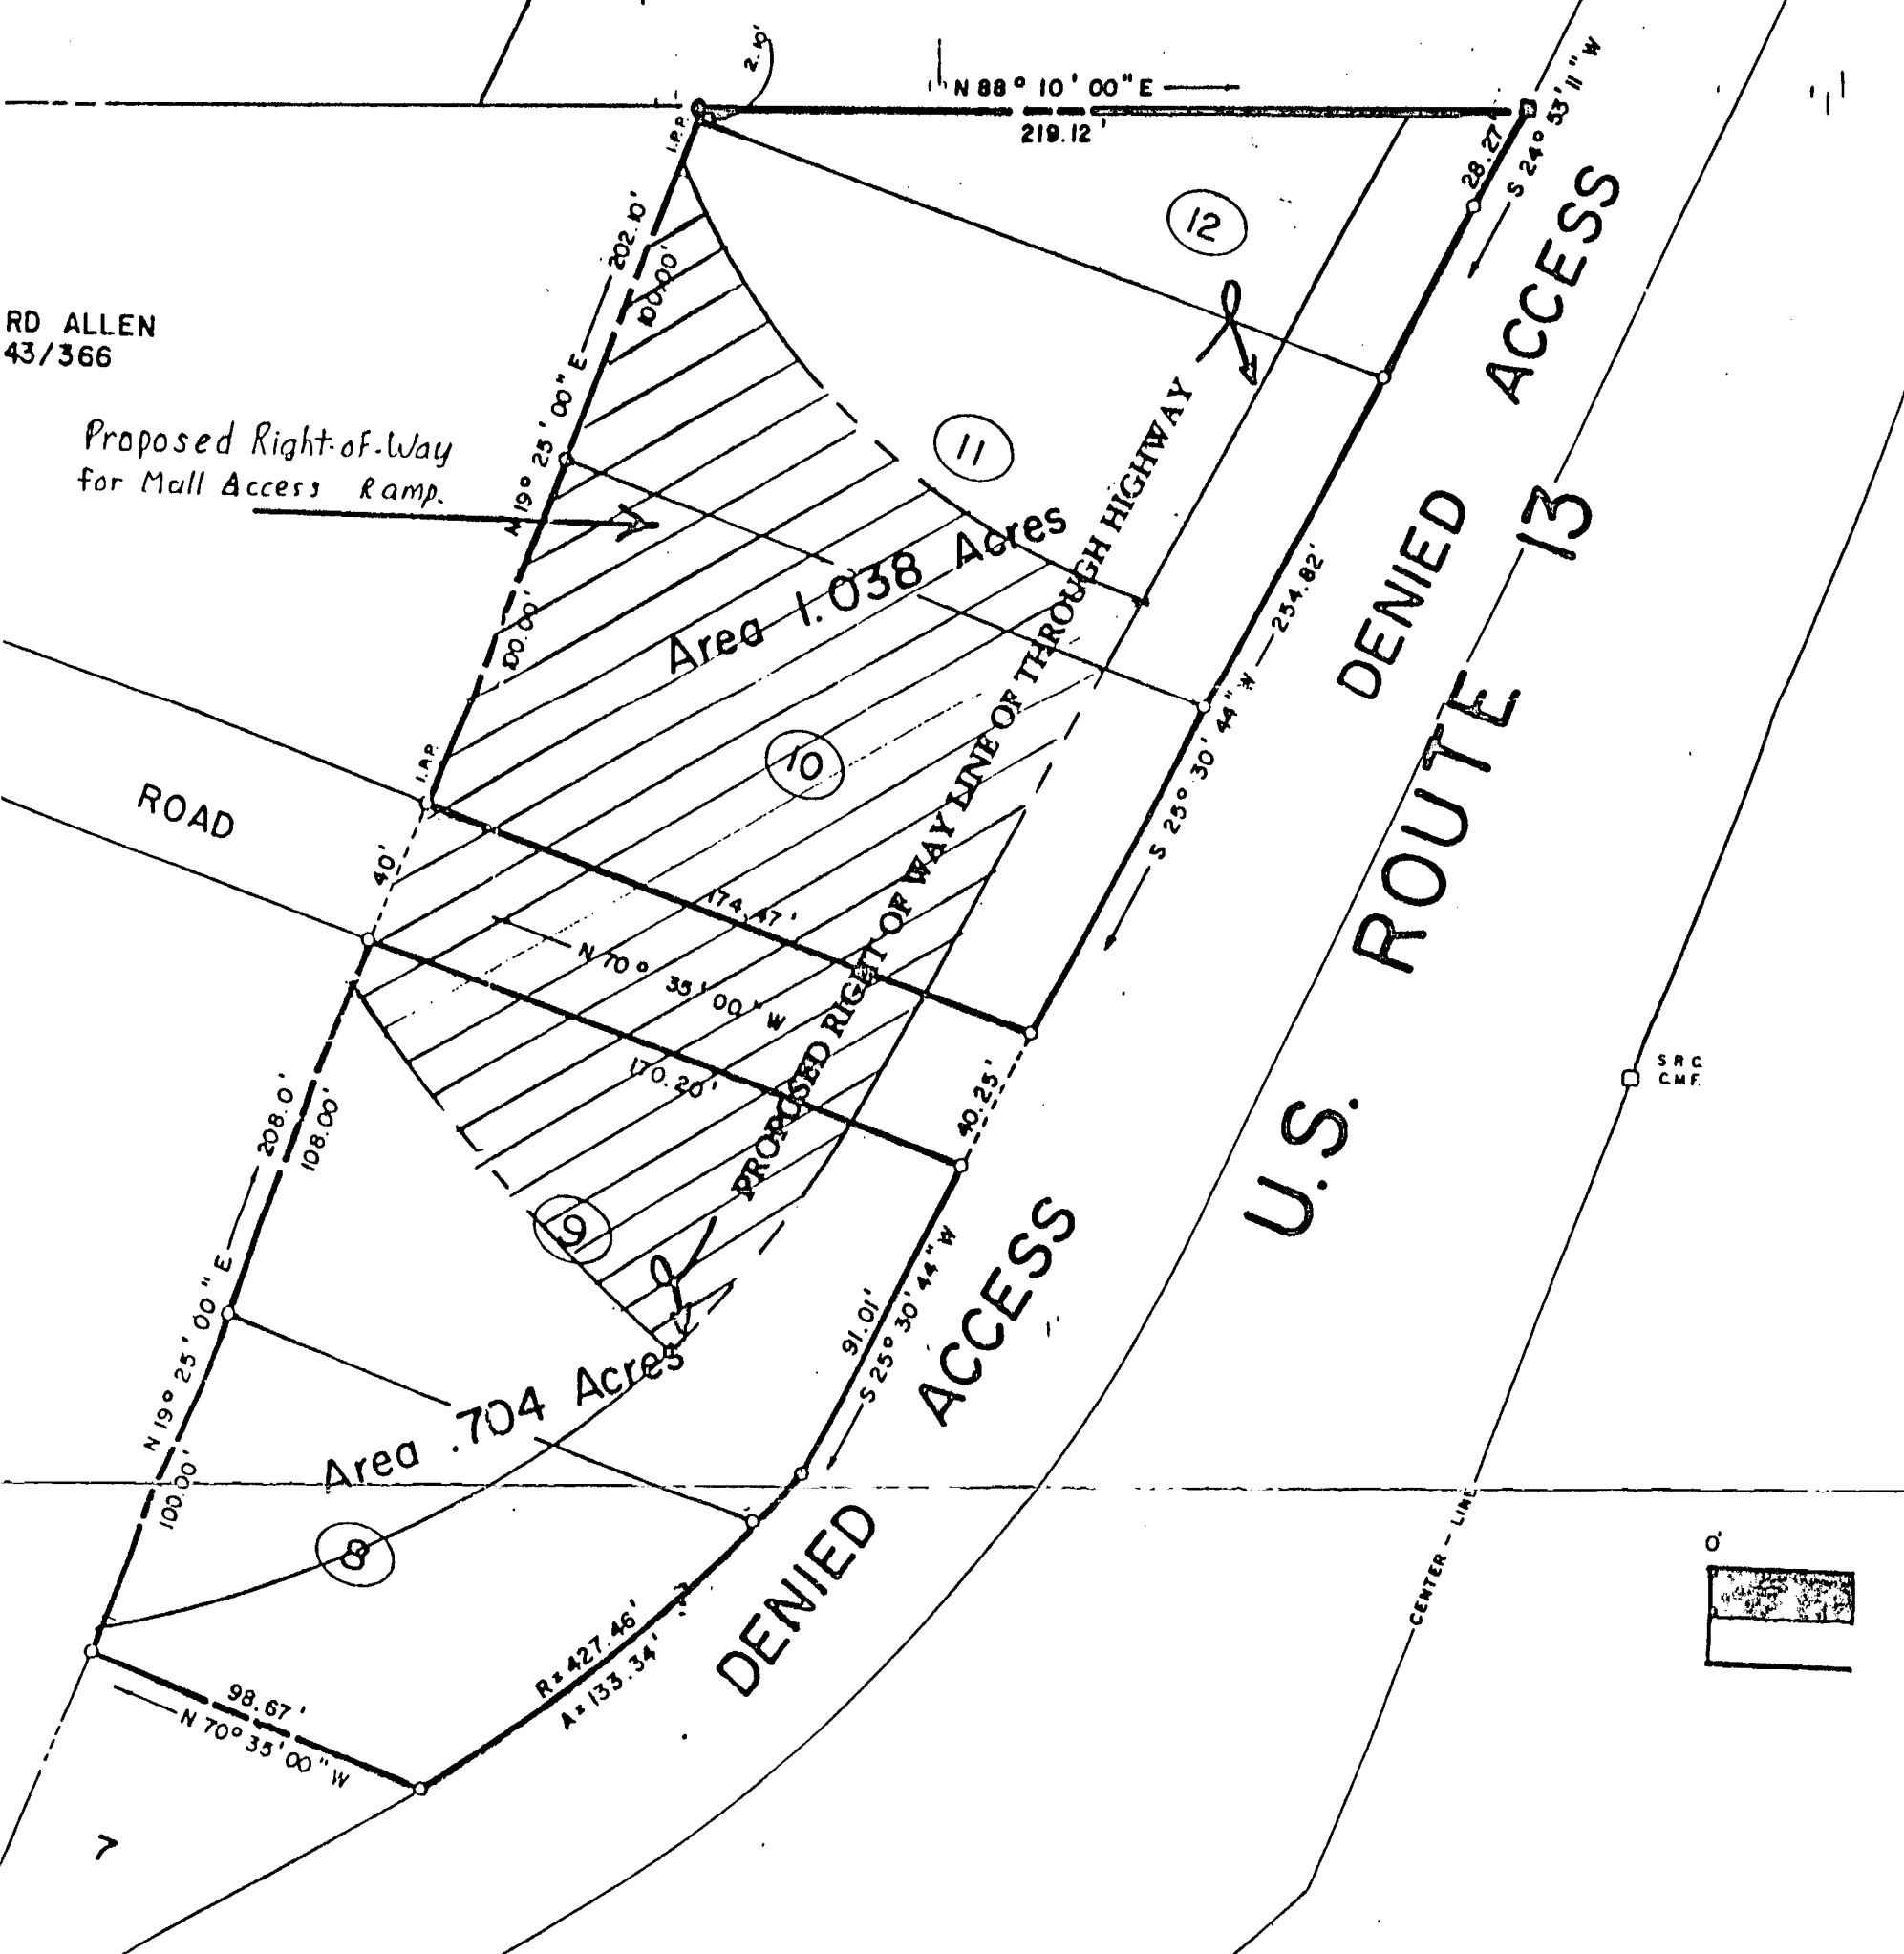 2.10'
N 88° 10' 00" E
219.12'
I.P.P.
28.27'
S 24° 53' 11" W
12
202.10'
100.00'
N 19° 25' 00" E
RD ALLEN
43/366
Proposed Right-of-Way
for Mall Access Ramp.
11
ACCESS
DENIED
Area 1.038 Acres
100.00'
254.82'
S 25° 30' 44" W
PROPOSED RIGHT OF WAY LINE OF THROUGH HIGHWAY
U.S. ROUTE 13
10
I.P.P.
ROAD
40'
174.47'
N 70° 35' 00" W
170.20'
40.25'
S R C
C.M.F.
208.0'
108.00'
N 19° 25' 00" E
9
91.01'
S 25° 30' 44" W
ACCESS
DENIED
Area .704 Acres
100.00'
8
R=427.46'
A=133.34'
98.67'
N 70° 35' 00" W
7
CENTER - LINE
0'